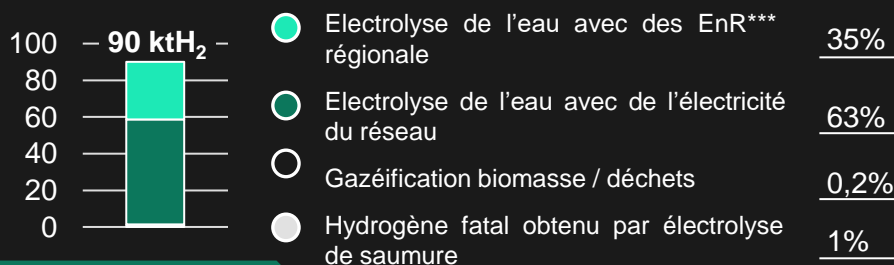 100
80
60
40
20
0
90 ktH₂
Electrolyse de l'eau avec des EnR***
régionale
35%
Electrolyse de l'eau avec de l'électricité
du réseau
63%
Gazéification biomasse / déchets
0,2%
Hydrogène fatal obtenu par électrolyse
de saumure
1%